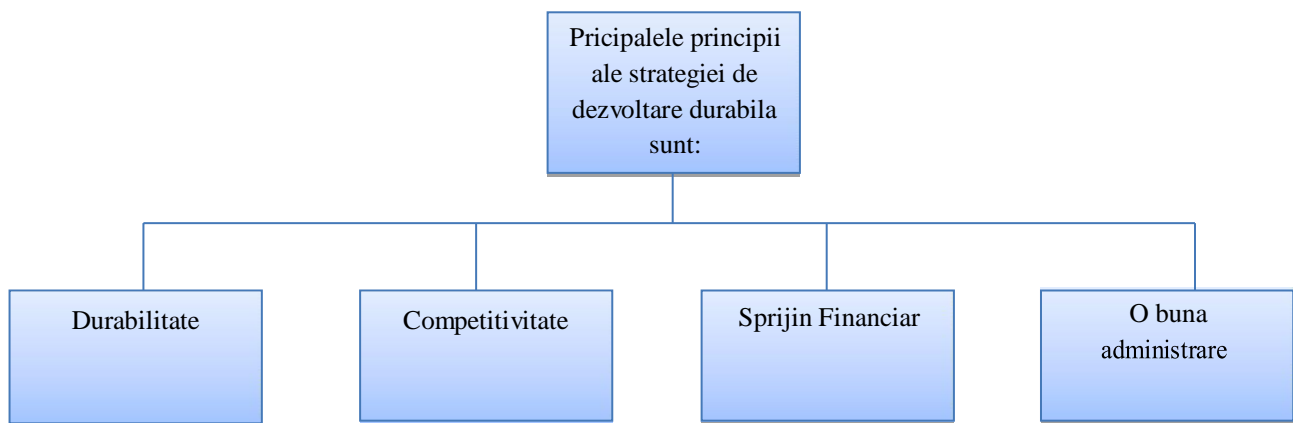 Pricipalele principii
ale strategiei de
dezvoltare durabila
sunt:
Durabilitate
Competitivitate
Sprijin Financiar
O buna
administrare